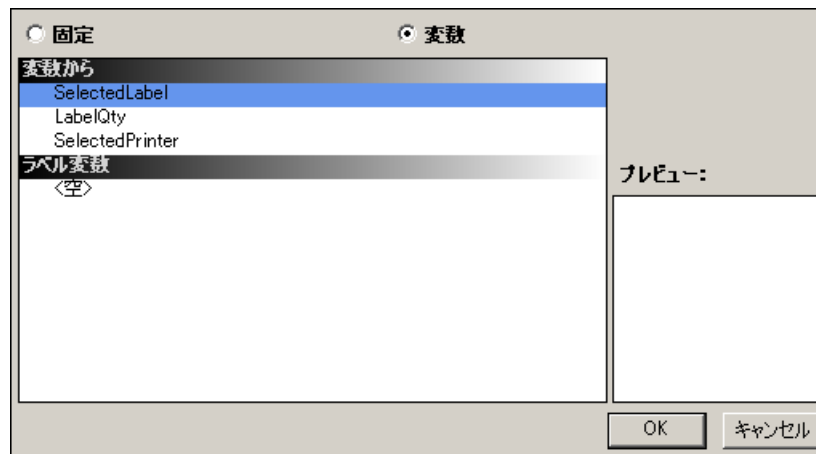 固定 変数
変数から
SelectedLabel
LabelQty
SelectedPrinter
ラベル変数
<空>
プレビュー:
OK キャンセル